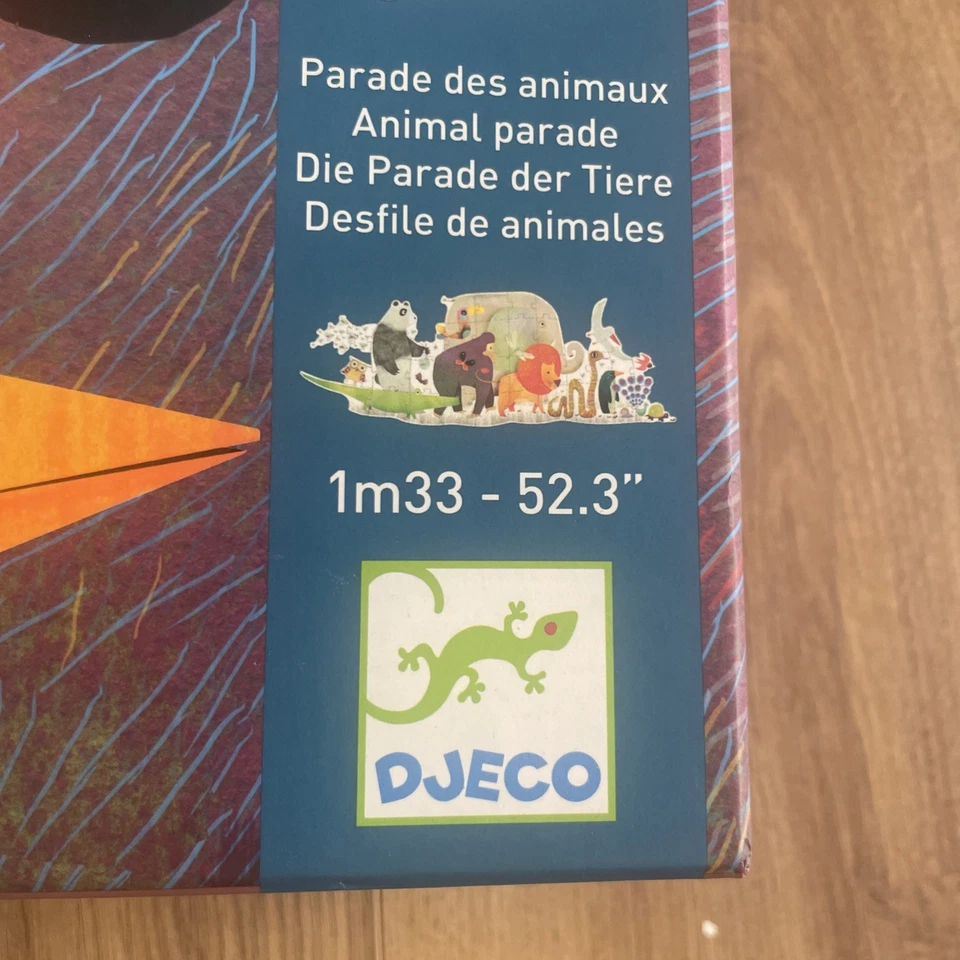 Parade des animaux
Animal parade
Die Parade der Tiere
Desfile de animales
1m33 - 52.3”
DJECO